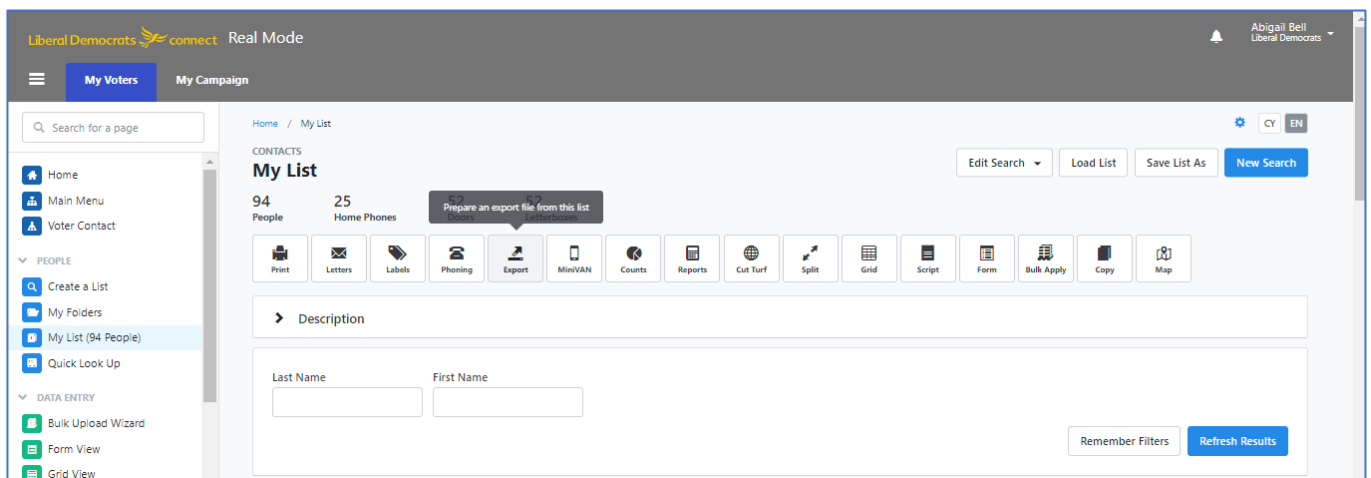 Liberal Democrats connect Real Mode
Abigail Bell
Liberal Democrats
My Voters My Campaign
Search for a page
Home / My List
CY EN
CONTACTS
My List
Edit Search Load List Save List As New Search
94 25 52 52
People Home Phones Doors Letterboxes
Prepare an export file from this list
Print Letters Labels Phoning Export MiniVAN Counts Reports Cut Turf Split Grid Script Form Bulk Apply Copy Map
Home
Main Menu
Voter Contact
PEOPLE
Create a List
My Folders
My List (94 People)
Quick Look Up
DATA ENTRY
Bulk Upload Wizard
Form View
Grid View
Description
Last Name First Name
Remember Filters Refresh Results